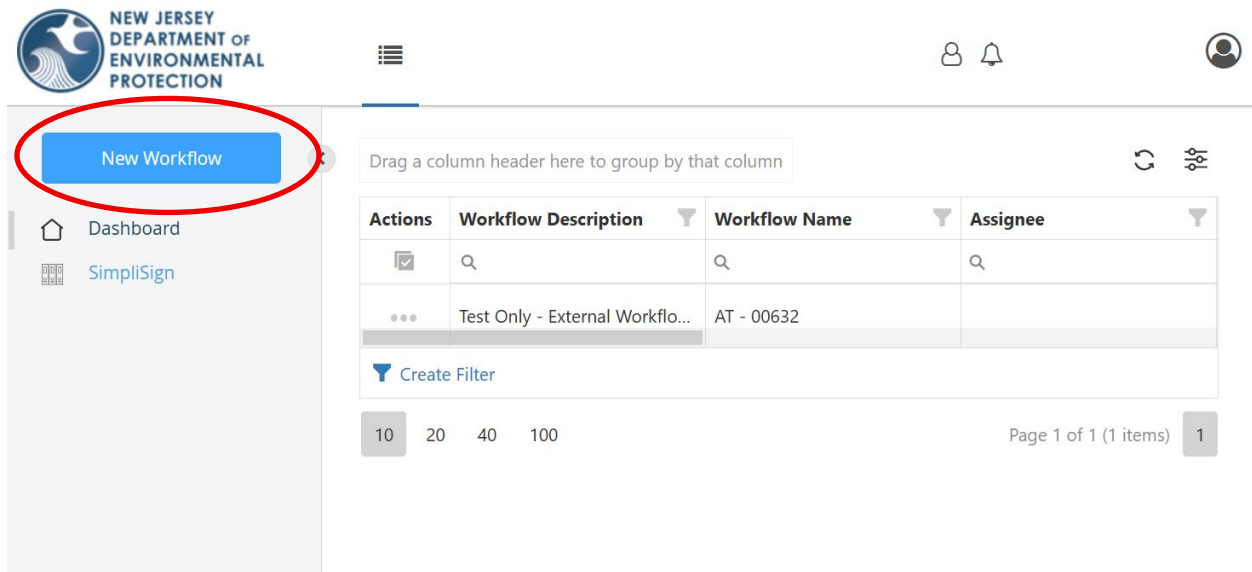 NEW JERSEY
DEPARTMENT OF
ENVIRONMENTAL
PROTECTION
New Workflow
Dashboard
SimpliSign
Drag a column header here to group by that column
Actions Workflow Description Workflow Name Assignee
Test Only - External Workflo... AT - 00632
Create Filter
10 20 40 100 Page 1 of 1 (1 items) 1